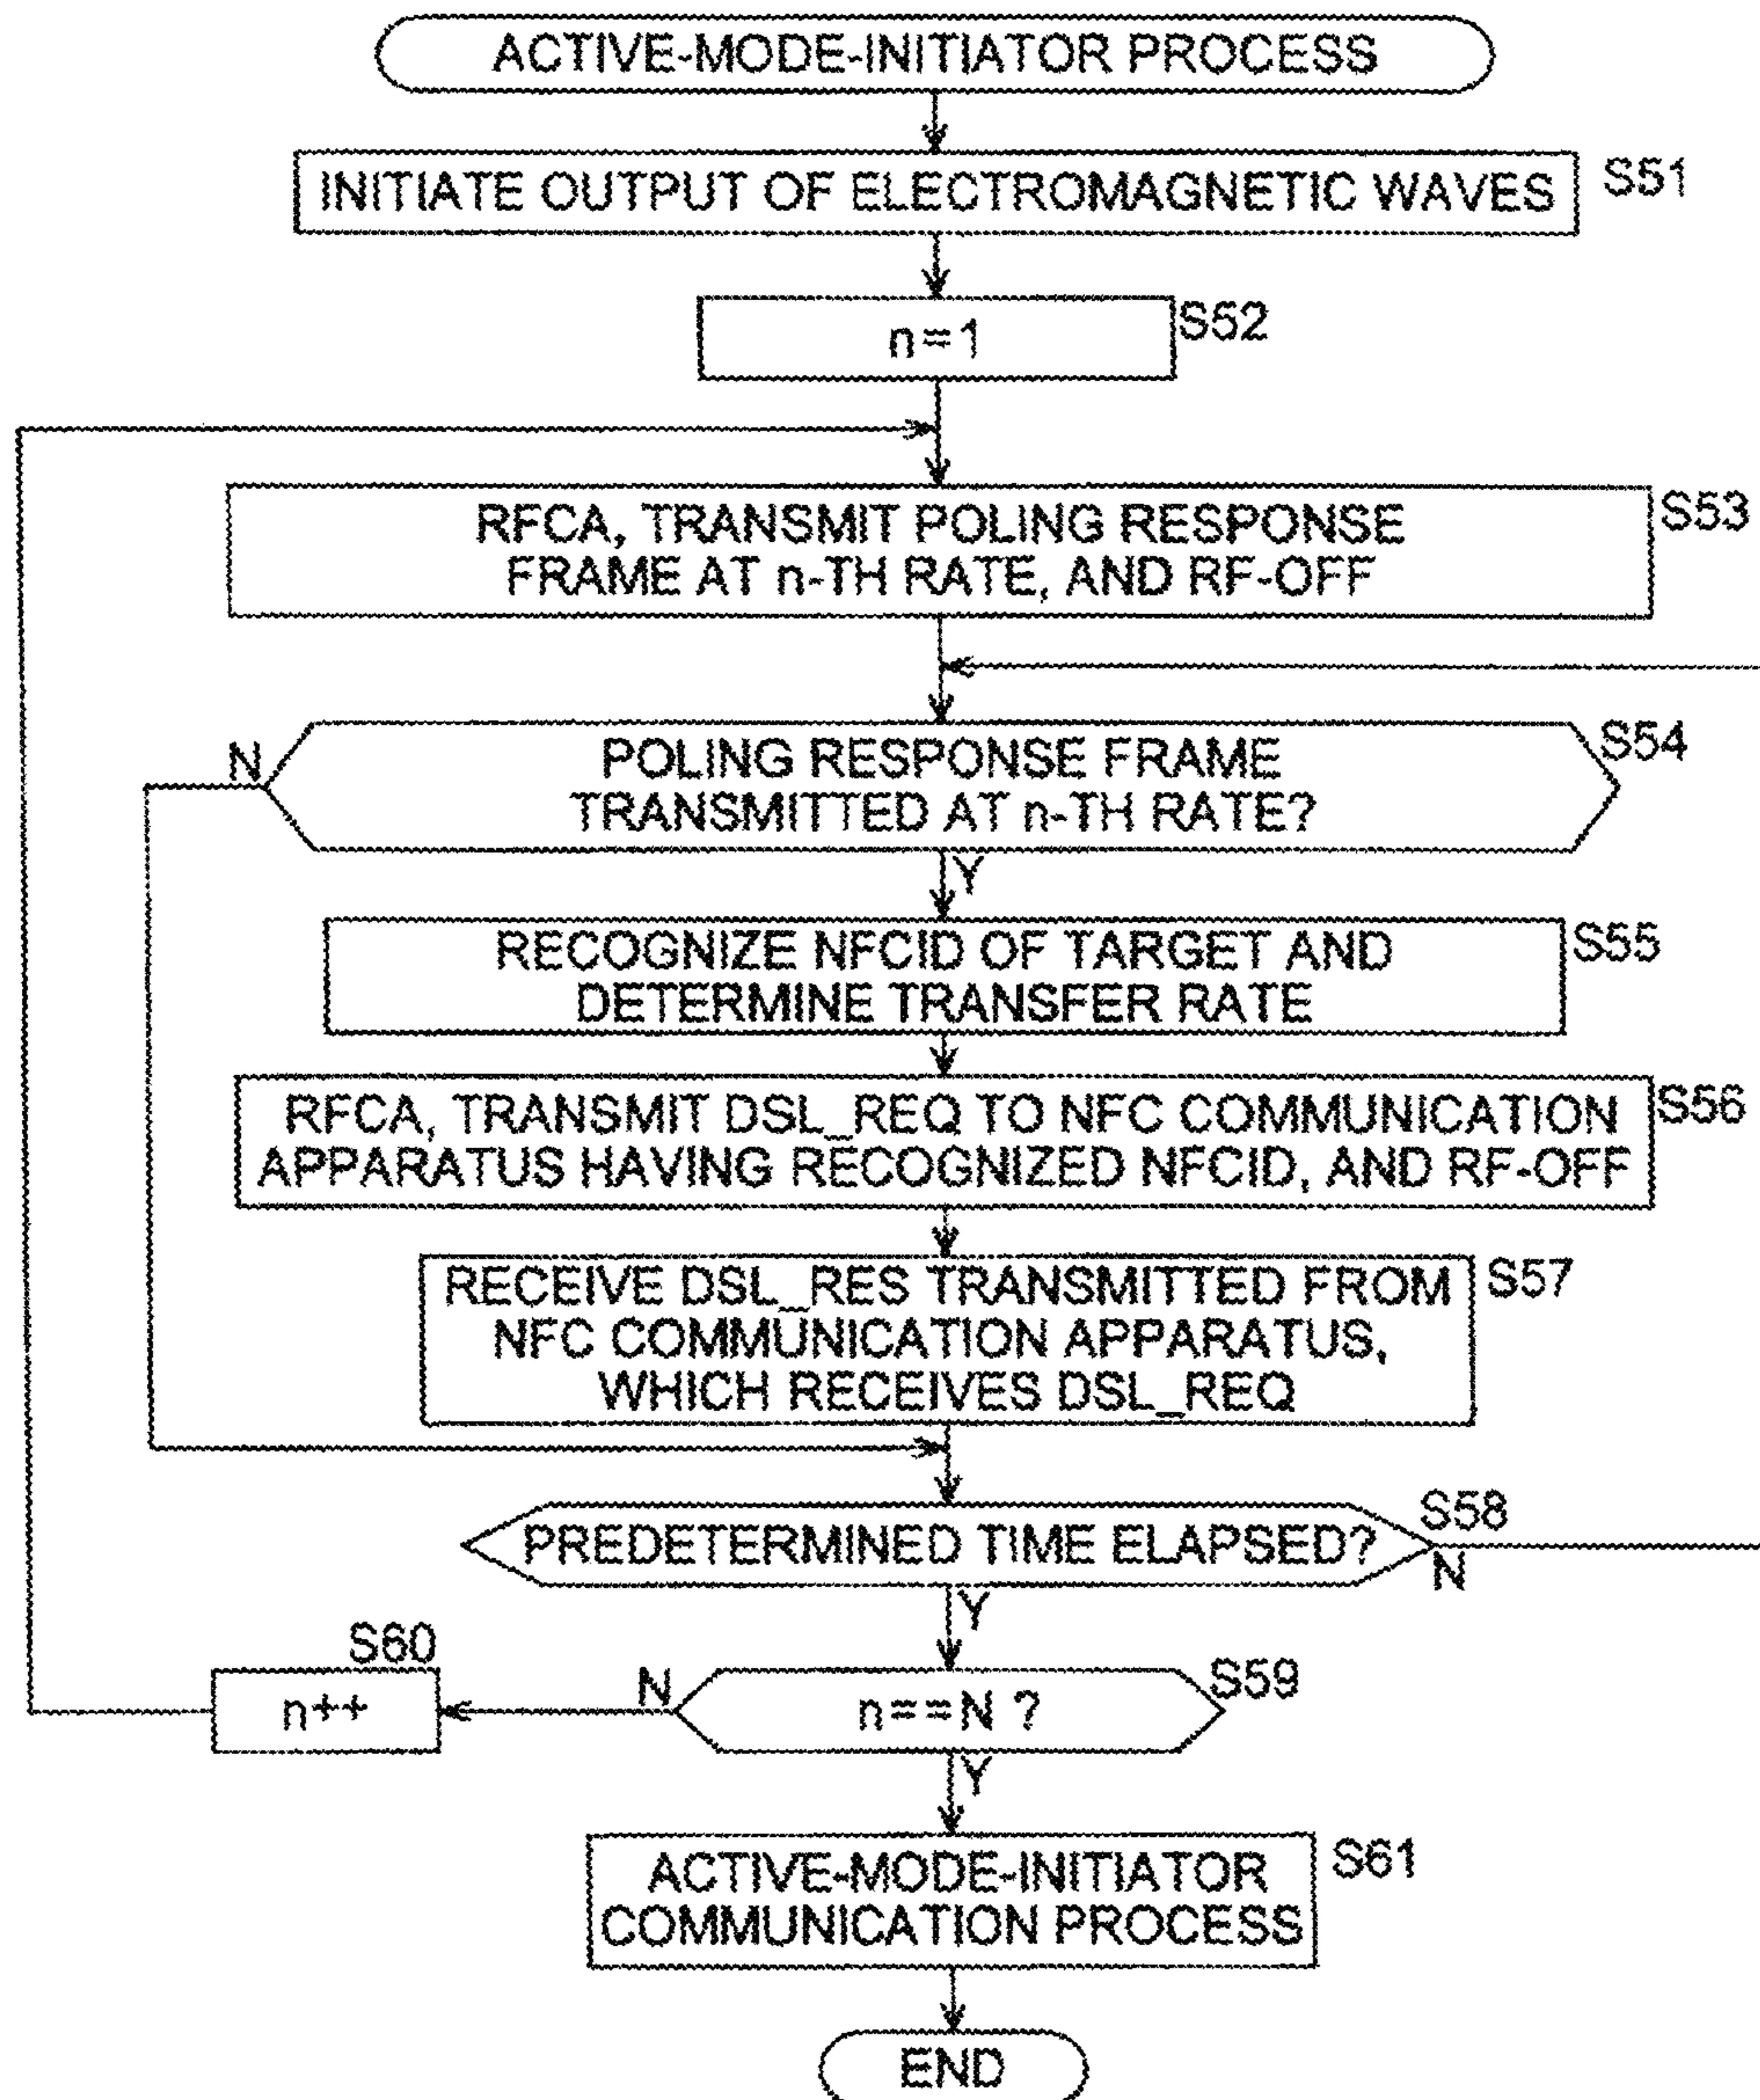 ACTIVE-MODE-INITIATOR PROCESS
INITIATE OUTPUT OF ELECTROMAGNETIC WAVES
S51
n=1
S52
RFCA, TRANSMIT POLING RESPONSE
FRAME AT n-TH RATE, AND RF-OFF
S53
POLING RESPONSE FRAME
TRANSMITTED AT n-TH RATE?
S54
N
Y
RECOGNIZE NFCID OF TARGET AND
DETERMINE TRANSFER RATE
S55
RFCA, TRANSMIT DSL_REQ TO NFC COMMUNICATION
APPARATUS HAVING RECOGNIZED NFCID, AND RF-OFF
S56
RECEIVE DSL_RES TRANSMITTED FROM
NFC COMMUNICATION APPARATUS,
WHICH RECEIVES DSL_REQ
S57
PREDETERMINED TIME ELAPSED?
S58
N
Y
S60
n++
N
n==N ?
S59
Y
ACTIVE-MODE-INITIATOR
COMMUNICATION PROCESS
S61
END